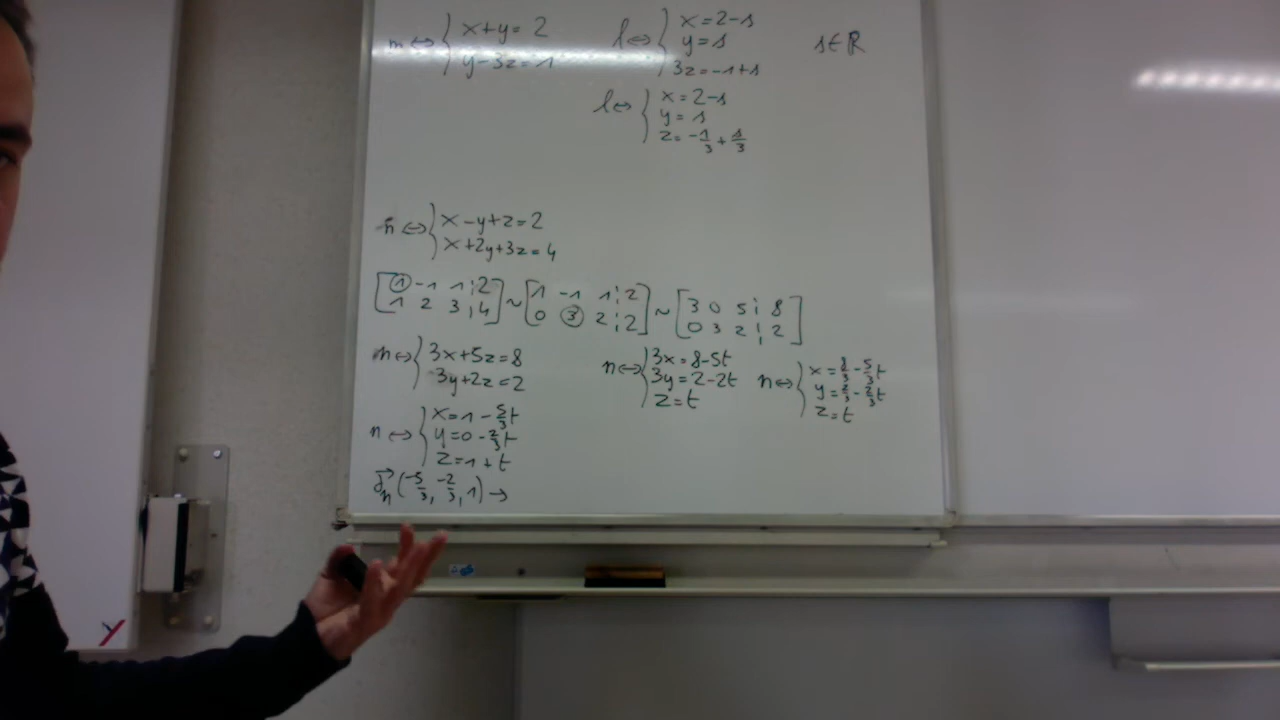 m ⇔ { x+y = 2
y-3z = 1
l ⇔ { x = 2-s
y = s
3z = -1+s
s ∈ ℝ
l ⇔ { x = 2-s
y = s
z = -1/3 + s/3
n ⇔ { x-y+z = 2
x+2y+3z = 4
[1 -1 1 ¦ 2] ~ [1 -1 1 ¦ 2] ~ [3 0 5 ¦ 8]
[1 2 3 ¦ 4] [0 3 2 ¦ 2] [0 3 2 ¦ 2]
n ⇔ { 3x+5z = 8
3y+2z = 2
n ⇔ { 3x = 8-5t
3y = 2-2t
z = t
n ⇔ { x = 8/3 - 5/3 t
y = 2/3 - 2/3 t
z = t
n ⇔ { x = 1 - 5/3 t
y = 0 - 2/3 t
z = 1 + t
d⃗n (-5/3, -2/3, 1) →